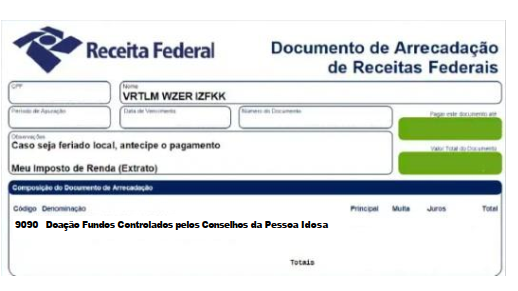 Receita Federal
Documento de Arrecadação
de Receitas Federais
CPF
Nome
VRTLM WZER IZFKK
Período de Apuração
Data de Vencimento
Número do Documento
Pagar este documento até
Observações
Caso seja feriado local, antecipe o pagamento
Valor Total do Documento
Meu Imposto de Renda (Extrato)
Composição do Documento de Arrecadação
Código Denominação Principal Multa Juros Total
9090 Doação Fundos Controlados pelos Conselhos da Pessoa Idosa
Totais